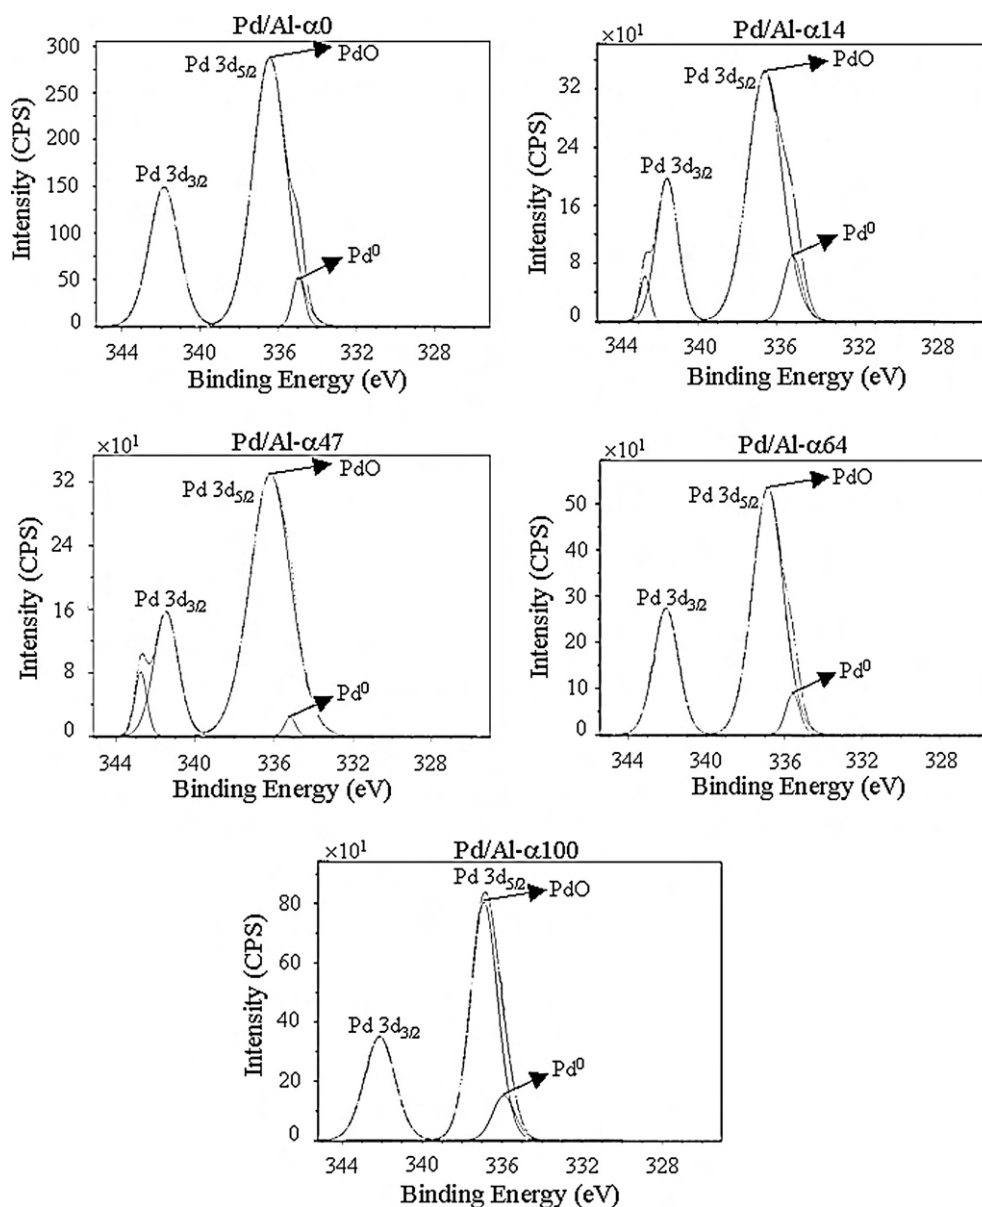 Pd/Al-α0
300
250
200
150
100
50
0
Intensity (CPS)
Pd 3d5/2
PdO
Pd 3d3/2
Pd0
344 340 336 332 328
Binding Energy (eV)
×10¹
Pd/Al-α14
32
24
16
8
0
Intensity (CPS)
Pd 3d5/2
PdO
Pd 3d3/2
Pd0
344 340 336 332 328
Binding Energy (eV)
×10¹
Pd/Al-α47
32
24
16
8
0
Intensity (CPS)
Pd 3d5/2
PdO
Pd 3d3/2
Pd0
344 340 336 332 328
Binding Energy (eV)
×10¹
Pd/Al-α64
50
40
30
20
10
0
Intensity (CPS)
Pd 3d5/2
PdO
Pd 3d3/2
Pd0
344 340 336 332 328
Binding Energy (eV)
×10¹
Pd/Al-α100
80
60
40
20
0
Intensity (CPS)
Pd 3d5/2
PdO
Pd 3d3/2
Pd0
344 340 336 332 328
Binding Energy (eV)